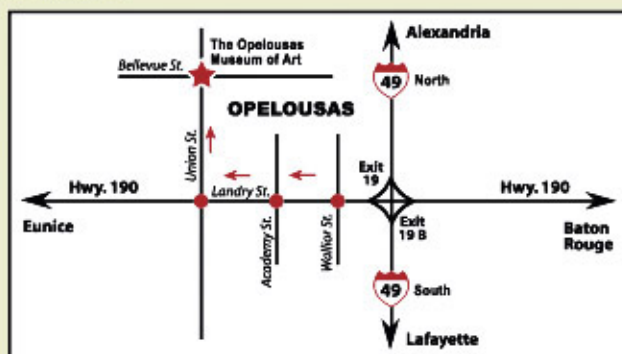 Alexandria
The Opelousas
Museum of Art
Bellevue St.
49
North
OPELOUSAS
Union St.
Exit
19
Hwy. 190
Landry St.
Hwy. 190
Eunice
Academy St.
Wallior St.
Exit
19 B
Baton
Rouge
49
South
Lafayette